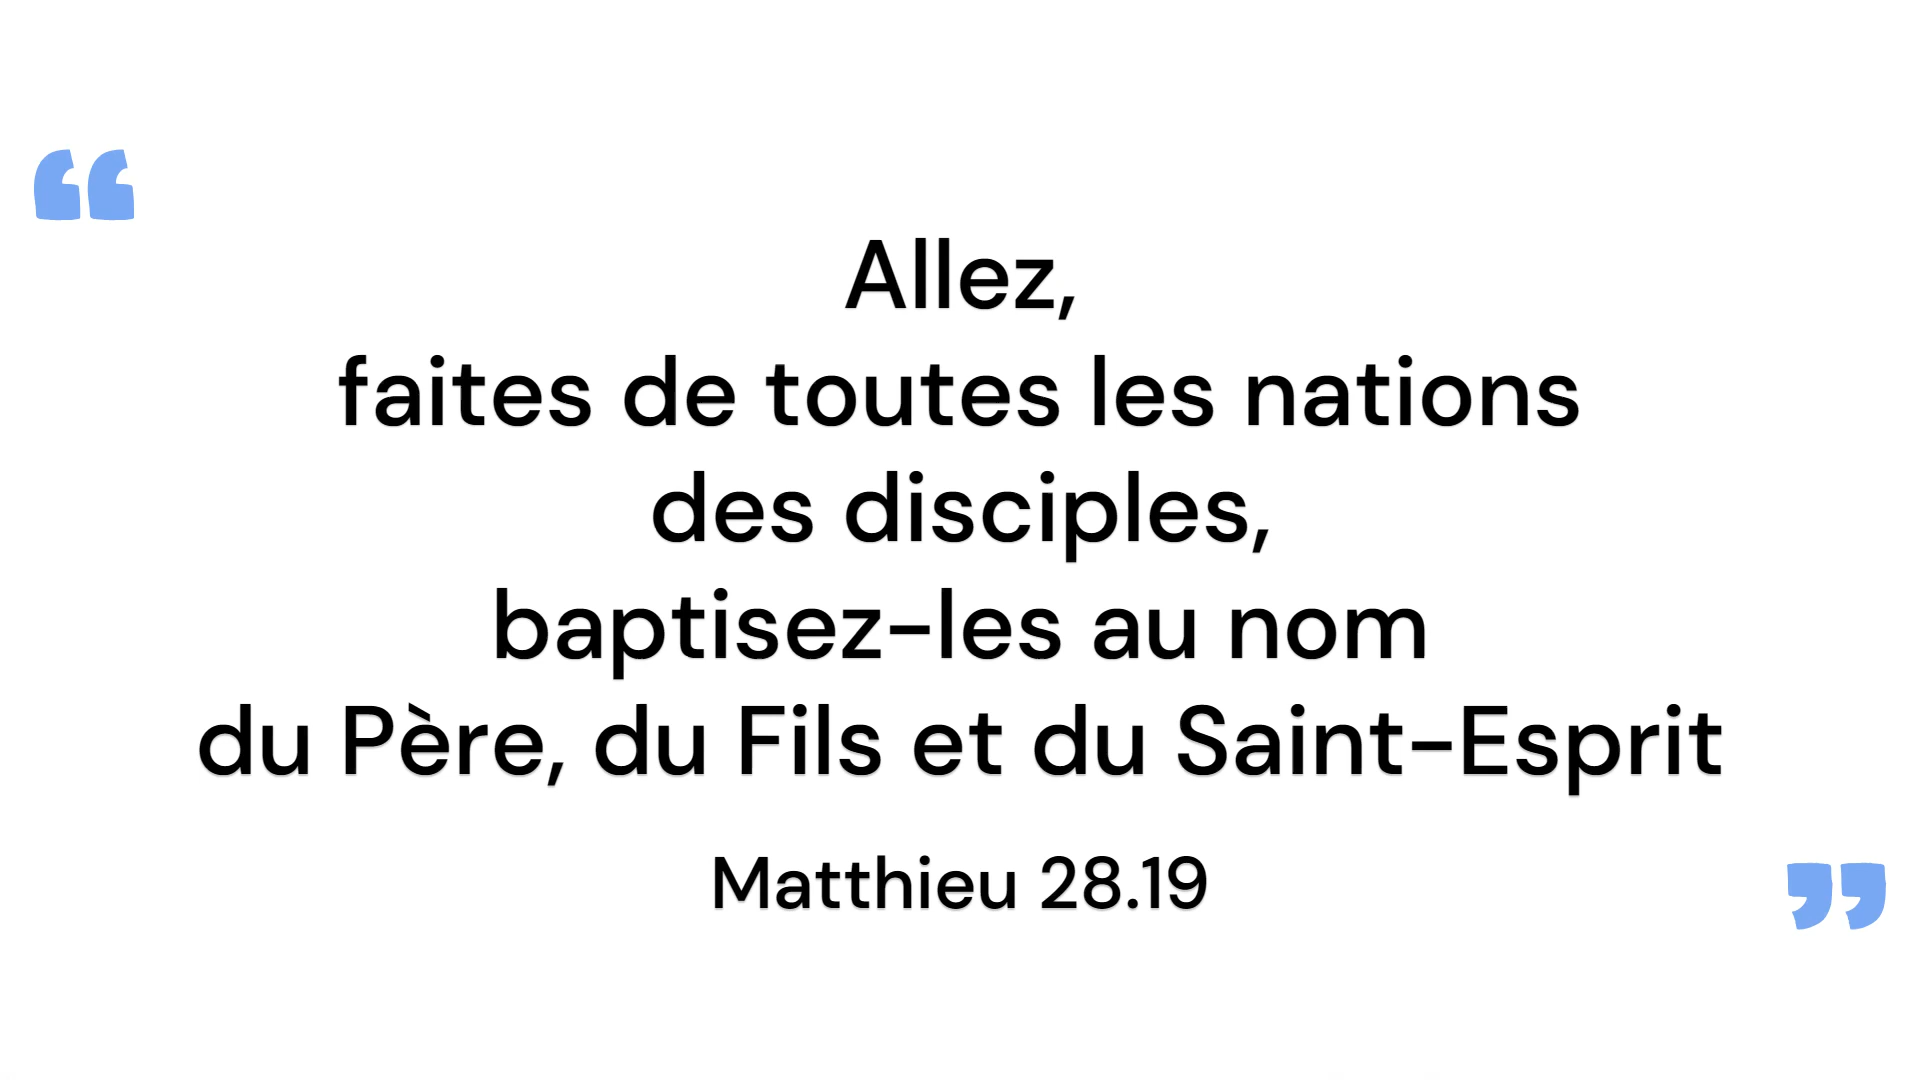 “
Allez,
faites de toutes les nations
des disciples,
baptisez-les au nom
du Père, du Fils et du Saint-Esprit
Matthieu 28.19
”